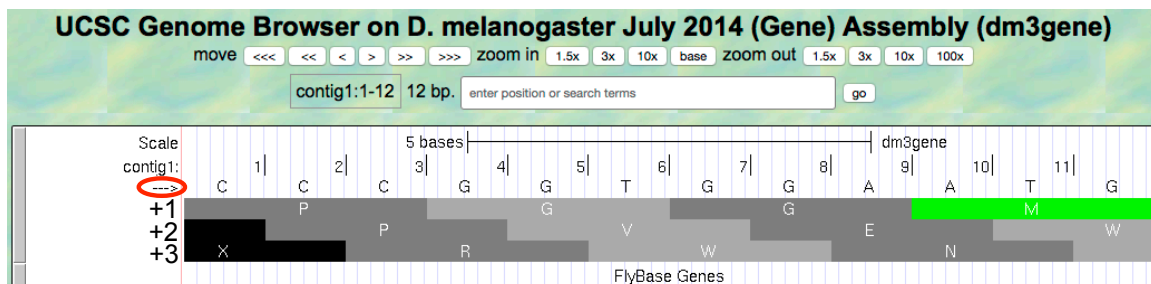 UCSC Genome Browser on D. melanogaster July 2014 (Gene) Assembly (dm3gene)
move <<< << < > >> >>> zoom in 1.5x 3x 10x base zoom out 1.5x 3x 10x 100x
contig1:1-12 12 bp. enter position or search terms go
Scale 5 bases dm3gene
contig1: 1 2 3 4 5 6 7 8 9 10 11
---> C C C G G T G G A A T G
+1 P G G M
+2 P V E W
+3 X R W N
FlyBase Genes